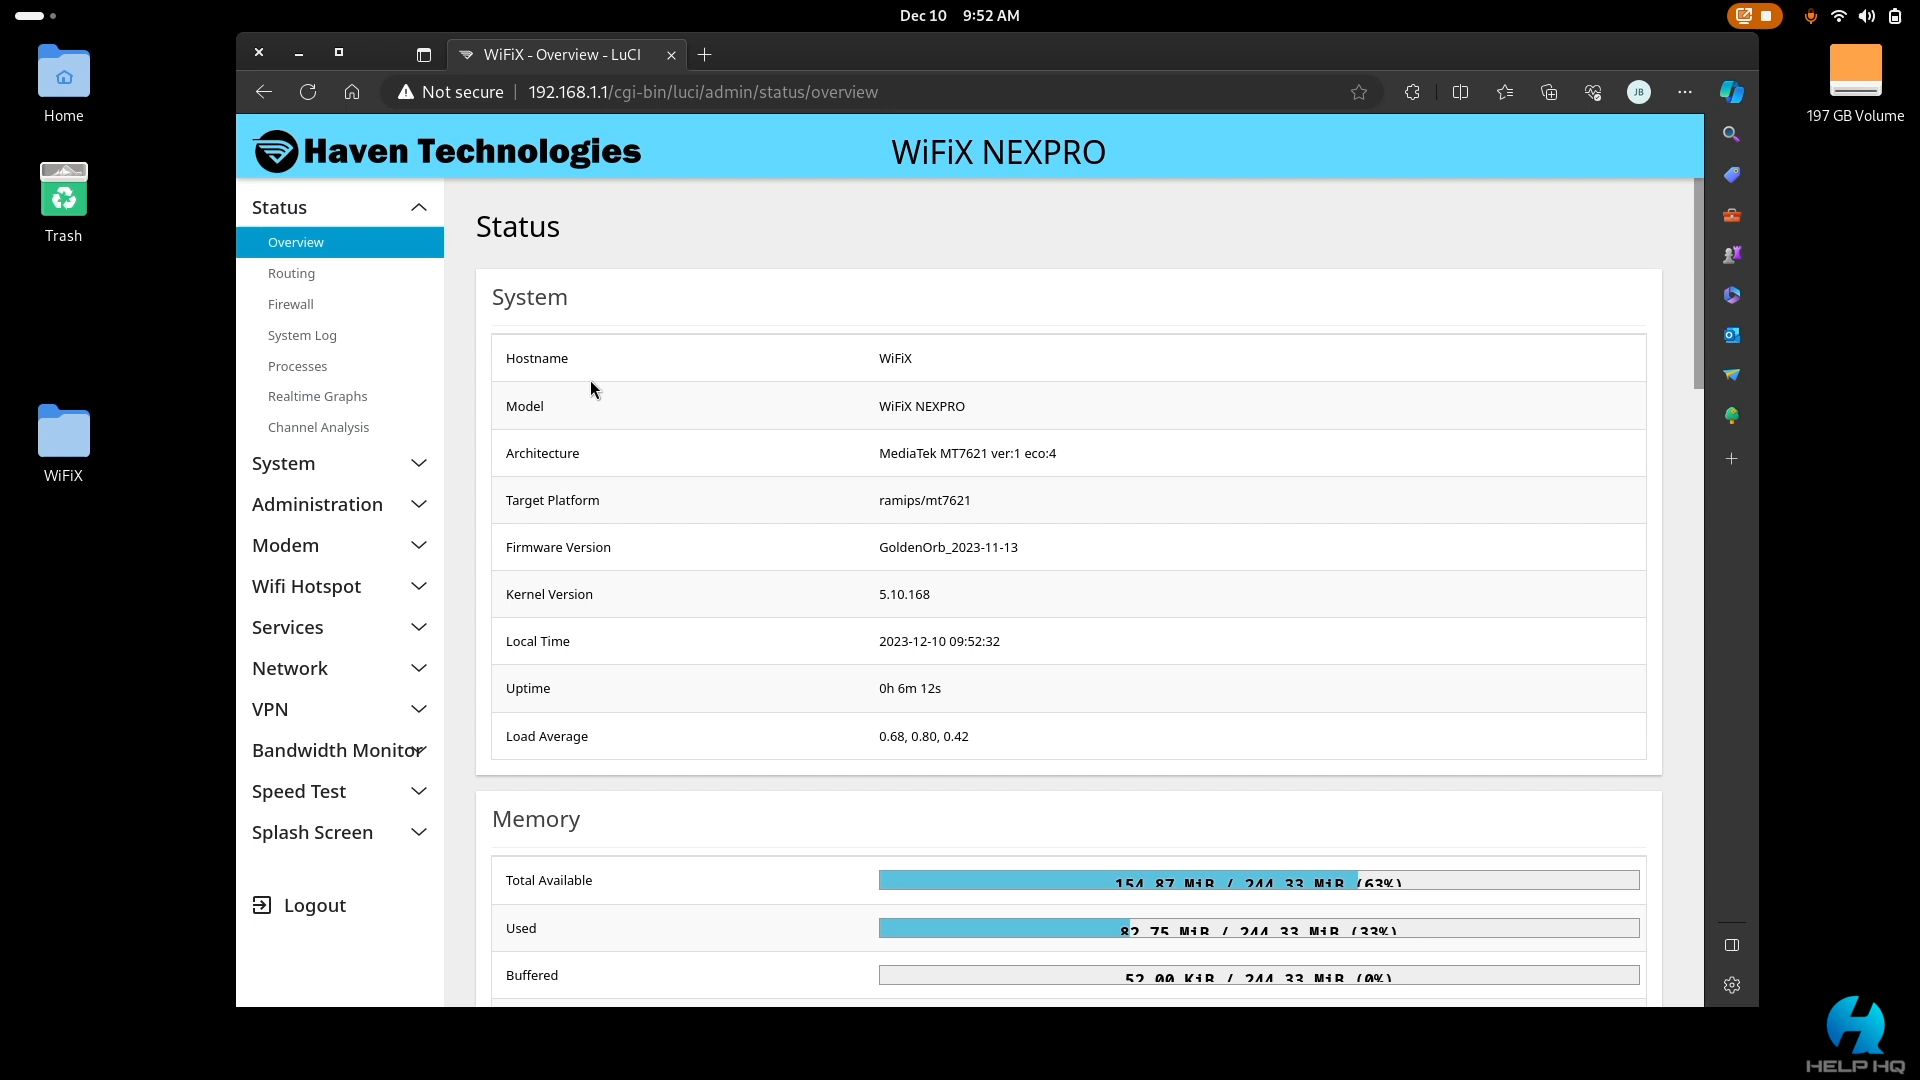 Dec 10 9:52 AM
Home
Trash
WiFiX
197 GB Volume
WiFiX - Overview - LuCI
Not secure
192.168.1.1/cgi-bin/luci/admin/status/overview
JB
Haven Technologies
WiFiX NEXPRO
Status
Overview
Routing
Firewall
System Log
Processes
Realtime Graphs
Channel Analysis
System
Administration
Modem
Wifi Hotspot
Services
Network
VPN
Bandwidth Monitor
Speed Test
Splash Screen
Logout
Status
System
Hostname WiFiX
Model WiFiX NEXPRO
Architecture MediaTek MT7621 ver:1 eco:4
Target Platform ramips/mt7621
Firmware Version GoldenOrb_2023-11-13
Kernel Version 5.10.168
Local Time 2023-12-10 09:52:32
Uptime 0h 6m 12s
Load Average 0.68, 0.80, 0.42
Memory
Total Available 154.87 MiB / 244.33 MiB (63%)
Used 82.75 MiB / 244.33 MiB (33%)
Buffered 52.00 KiB / 244.33 MiB (0%)
HELP HQ